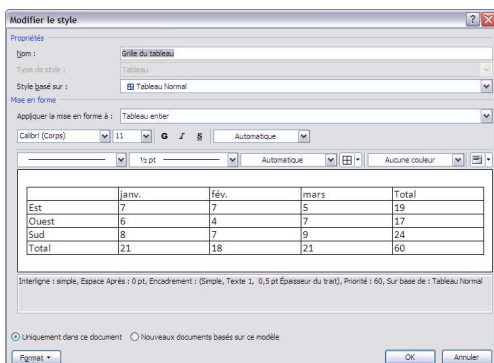 Modifier le style
Propriétés
Nom :
Grille du tableau
Type de style :
Tableau
Style basé sur :
Tableau Normal
Mise en forme
Appliquer la mise en forme à :
Tableau entier
Calibri (Corps) 11 G I S Automatique
½ pt Automatique Aucune couleur
janv. fév. mars Total
Est 7 7 5 19
Ouest 6 4 7 17
Sud 8 7 9 24
Total 21 18 21 60
Interligne : simple, Espace Après : 0 pt, Encadrement : (Simple, Texte 1, 0,5 pt Épaisseur du trait), Priorité : 60, Sur base de : Tableau Normal
Uniquement dans ce document Nouveaux documents basés sur ce modèle
Format OK Annuler